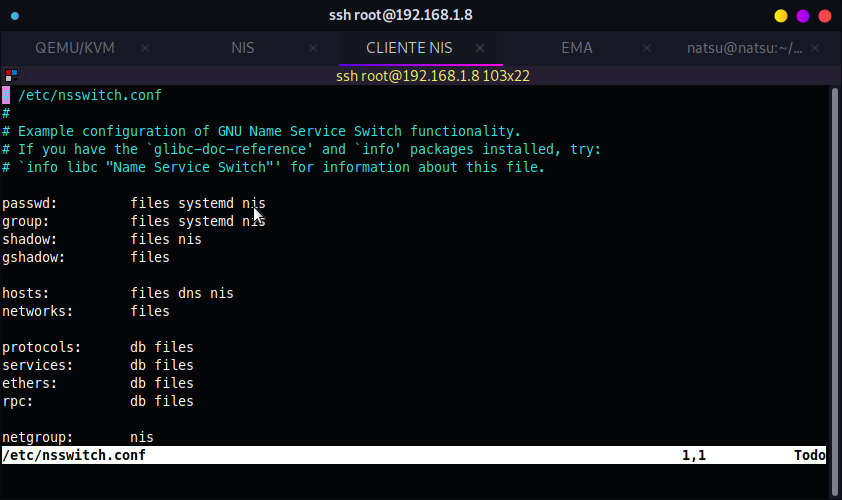 ssh root@192.168.1.8
QEMU/KVM × NIS × CLIENTE NIS × EMA × natsu@natsu:~/... ×
ssh root@192.168.1.8 103x22
# /etc/nsswitch.conf
#
# Example configuration of GNU Name Service Switch functionality.
# If you have the `glibc-doc-reference' and `info' packages installed, try:
# `info libc "Name Service Switch"' for information about this file.
passwd: files systemd nis
group: files systemd nis
shadow: files nis
gshadow: files
hosts: files dns nis
networks: files
protocols: db files
services: db files
ethers: db files
rpc: db files
netgroup: nis
/etc/nsswitch.conf 1,1 Todo